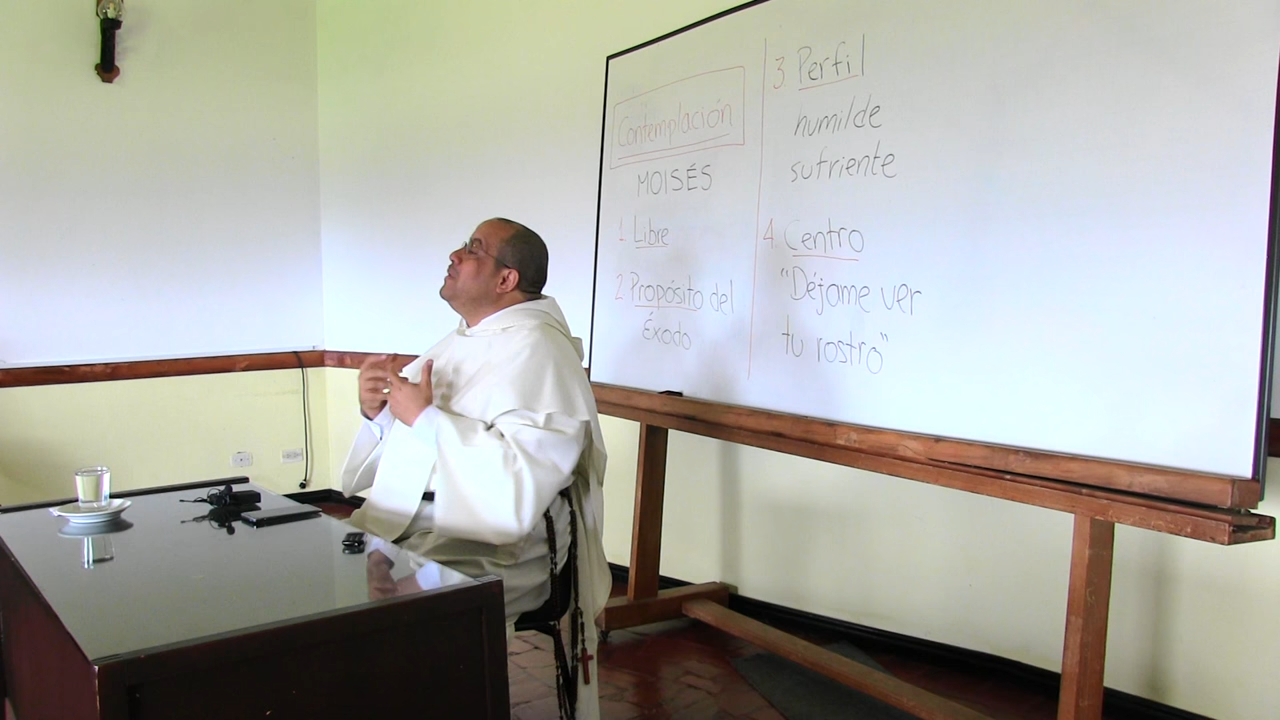 Contemplación
MOISÉS
1. Libre
2. Propósito del
Éxodo
3. Perfil
humilde
sufriente
4. Centro
"Déjame ver
tu rostro"